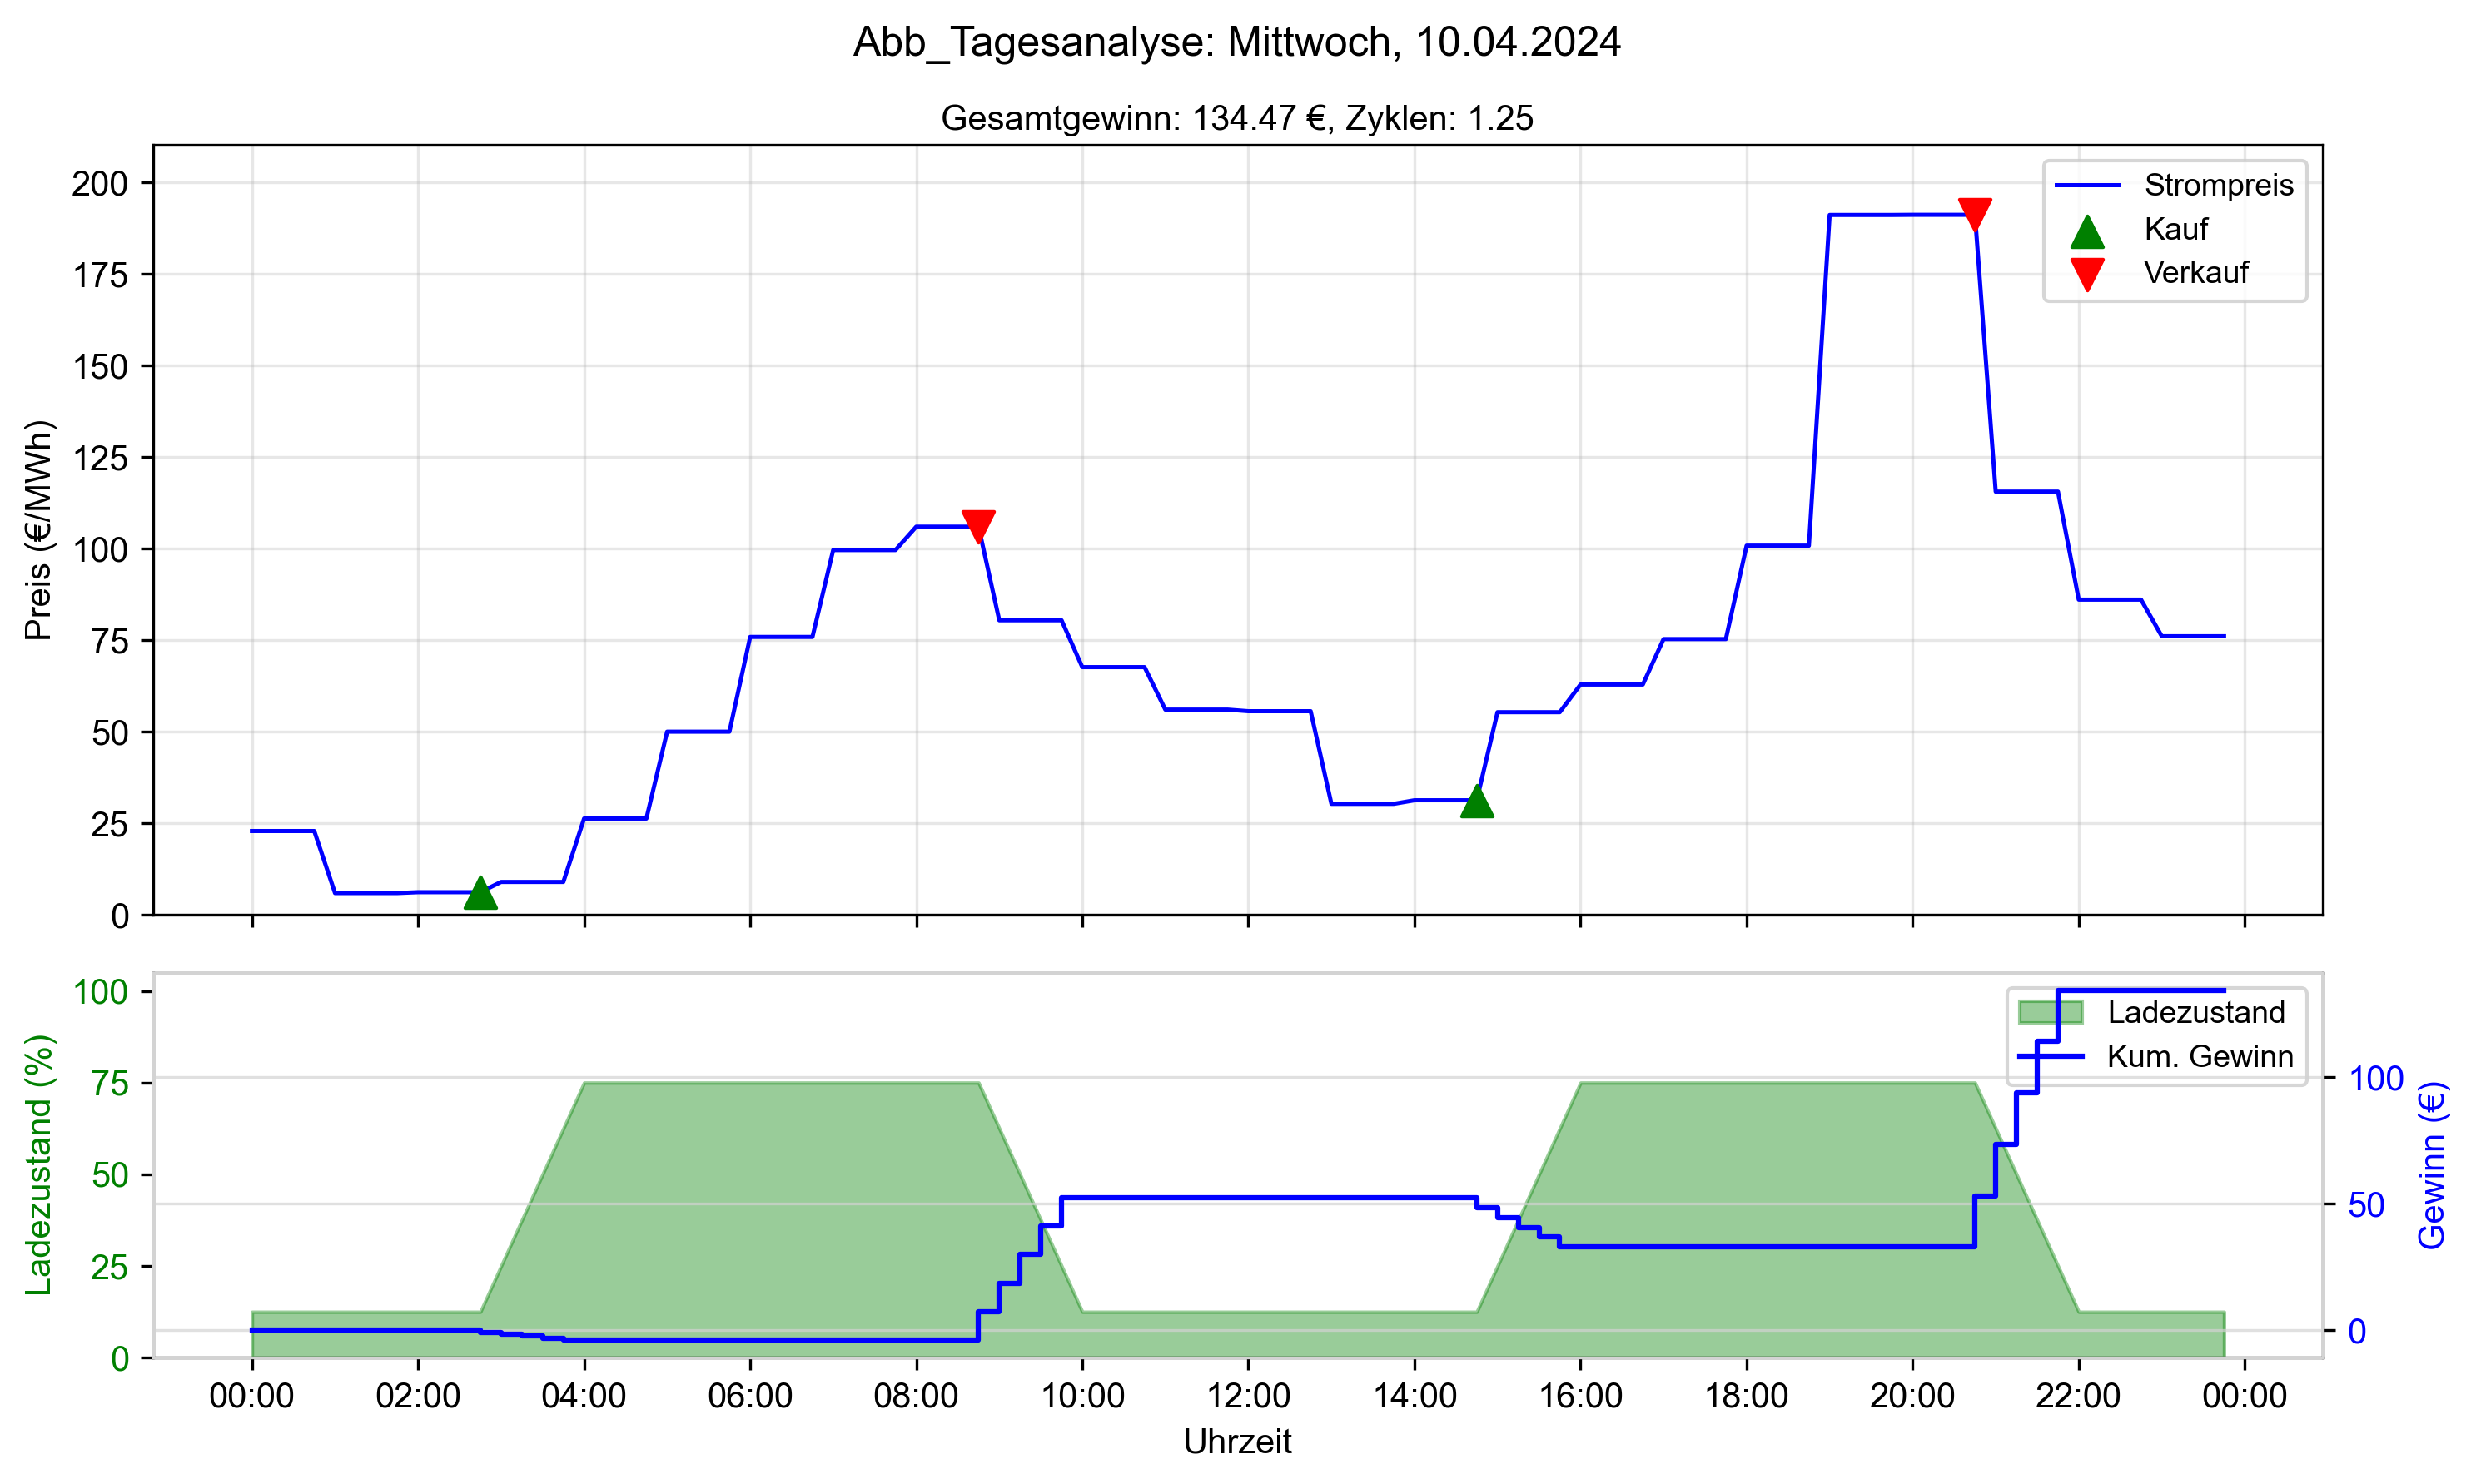 Abb_Tagesanalyse: Mittwoch, 10.04.2024
Gesamtgewinn: 134.47 €, Zyklen: 1.25
Preis (€/MWh)
200
175
150
125
100
75
50
25
0
Strompreis
Kauf
Verkauf
Ladezustand (%)
100
75
50
25
0
Ladezustand
Kum. Gewinn
100
50
0
Gewinn (€)
00:00 02:00 04:00 06:00 08:00 10:00 12:00 14:00 16:00 18:00 20:00 22:00 00:00
Uhrzeit